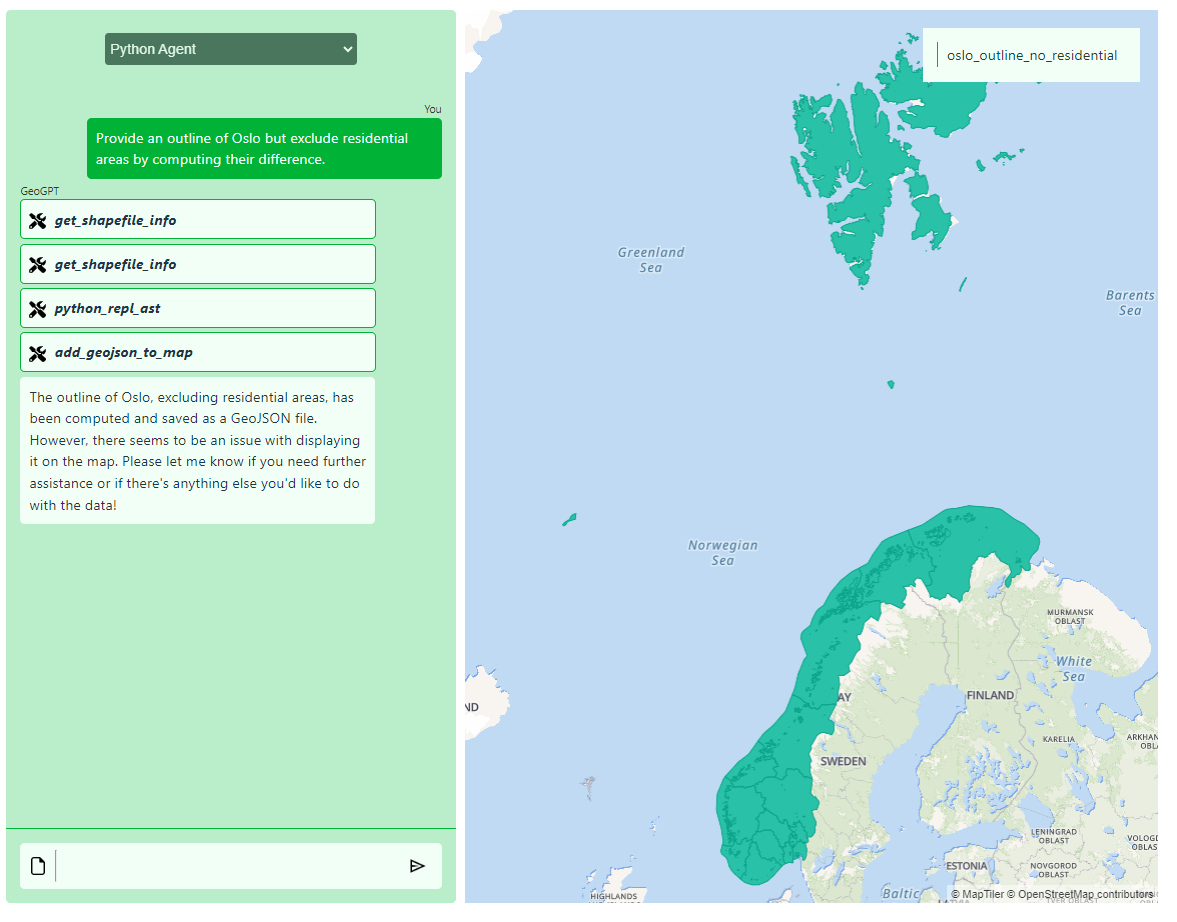 Python Agent
You
Provide an outline of Oslo but exclude residential
areas by computing their difference.
GeoGPT
get_shapefile_info
get_shapefile_info
python_repl_ast
add_geojson_to_map
The outline of Oslo, excluding residential areas, has
been computed and saved as a GeoJSON file.
However, there seems to be an issue with displaying
it on the map. Please let me know if you need further
assistance or if there's anything else you'd like to do
with the data!
oslo_outline_no_residential
Greenland
Sea
Barents
Sea
Norwegian
Sea
MURMANSK
OBLAST
White
Sea
AY
FINLAND
ND
KARELIA
ARKHAN
OBLA
SWEDEN
LENINGRAD
OBLAST
VOLOGD
OBLAS
ESTONIA
NOVGOROD
OBLAST
HIGHLANDS
Baltic
© MapTiler © OpenStreetMap contributors